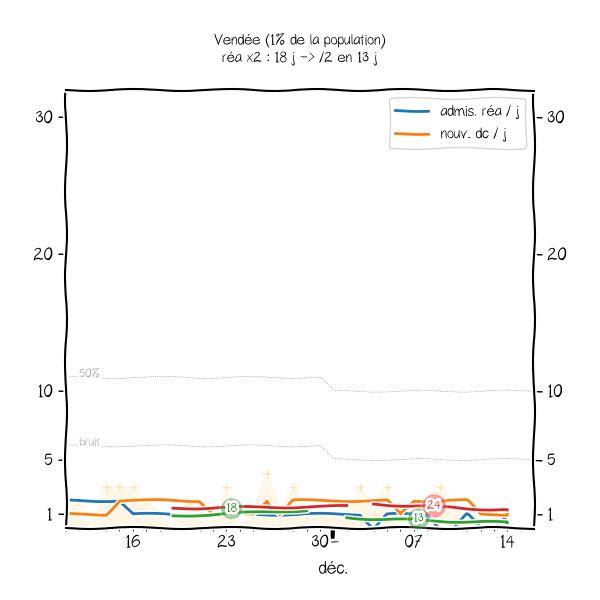 Vendée (1% de la population)
réa x2 : 18 j -> /2 en 13 j
admis. réa / j
nouv. dc / j
30 30
20 20
10 10
5 5
1 1
50%
bruit
18
24
13
16 23 30 07 14
déc.